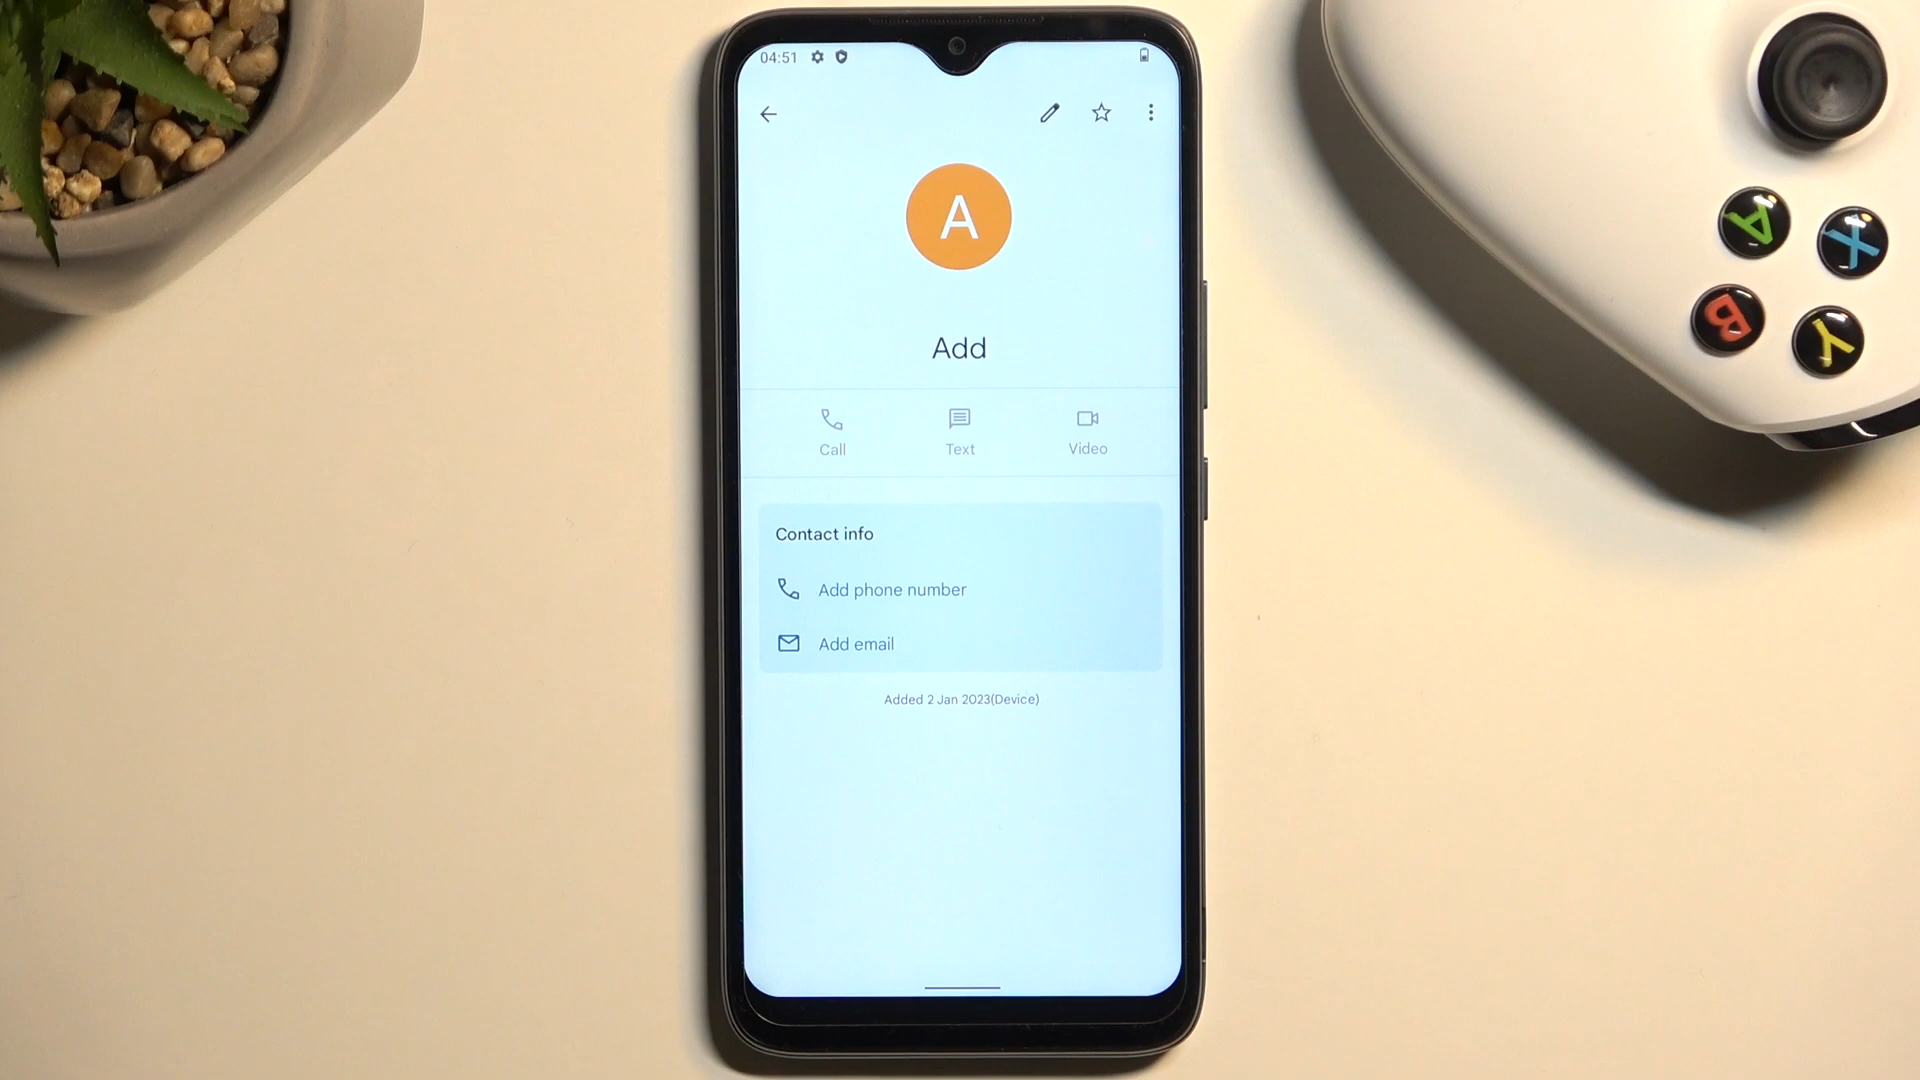 04:51
A
Add
Call Text Video
Contact info
Add phone number
Add email
Added 2 Jan 2023(Device)
A
X
B
Y